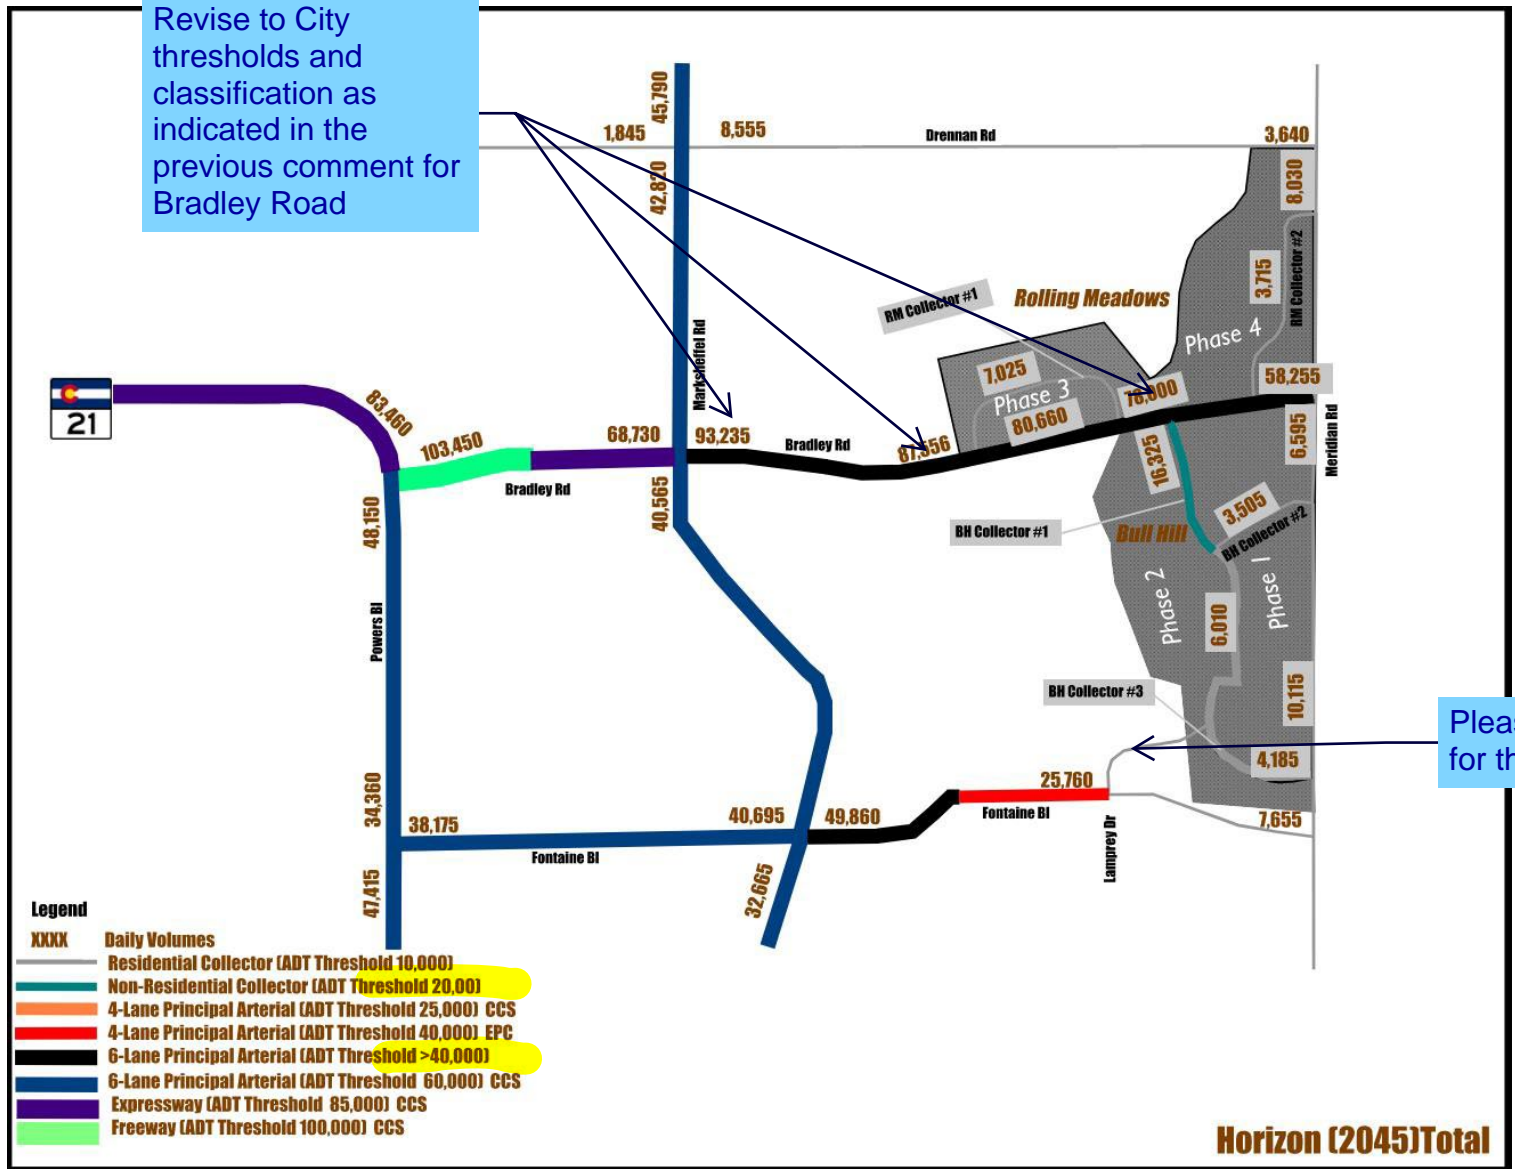 Revise to City
thresholds and
classification as
indicated in the
previous comment for
Bradley Road
45,790
1,845
8,555
Drennan Rd
3,640
42,820
8,030
RM Collector #2
3,715
RM Collector #1
Rolling Meadows
Phase 4
Marksheffel Rd
7,025
Phase 3
80,660
78,000
58,255
21
83,460
103,450
68,730
93,235
Bradley Rd
87,556
Bradley Rd
6,595
Meridian Rd
16,325
48,150
40,565
3,505
BH Collector #2
BH Collector #1
Bull Hill
Phase 2
Phase 1
Powers Bl
6,010
BH Collector #3
10,115
Pleas
for th
4,185
25,760
Fontaine Bl
Lamprey Dr
7,655
34,360
38,175
40,695
49,860
Fontaine Bl
47,415
32,665
Legend
XXXX Daily Volumes
Residential Collector (ADT Threshold 10,000)
Non-Residential Collector (ADT Threshold 20,00)
4-Lane Principal Arterial (ADT Threshold 25,000) CCS
4-Lane Principal Arterial (ADT Threshold 40,000) EPC
6-Lane Principal Arterial (ADT Threshold >40,000)
6-Lane Principal Arterial (ADT Threshold 60,000) CCS
Expressway (ADT Threshold 85,000) CCS
Freeway (ADT Threshold 100,000) CCS
Horizon (2045)Total